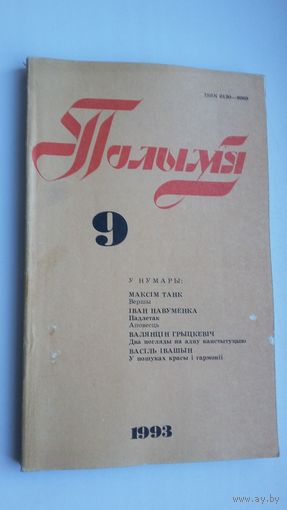 ISSN 0130—8068
Полымя
9
У НУМАРЫ:
МАКСІМ ТАНК
Вершы
ІВАН НАВУМЕНКА
Падлетак
Аповесць
ВАЛЯНЦІН ГРЫЦКЕВІЧ
Два погляды на адну канстытуцыю
ВАСІЛЬ ІВАШЫН
У пошуках красы і гармоніі
1993
www.ay.by